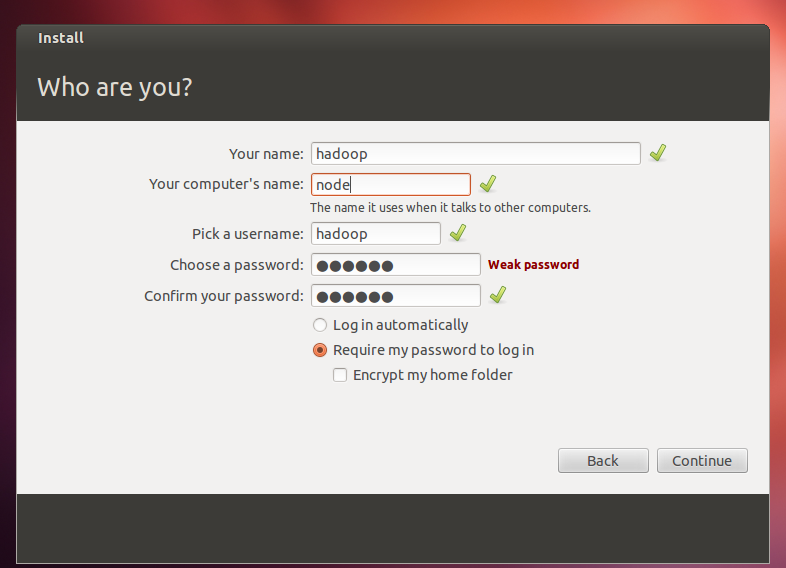 Install
Who are you?
Your name: hadoop
Your computer's name: node
The name it uses when it talks to other computers.
Pick a username: hadoop
Choose a password: ●●●●●● Weak password
Confirm your password: ●●●●●●
Log in automatically
Require my password to log in
Encrypt my home folder
Back Continue